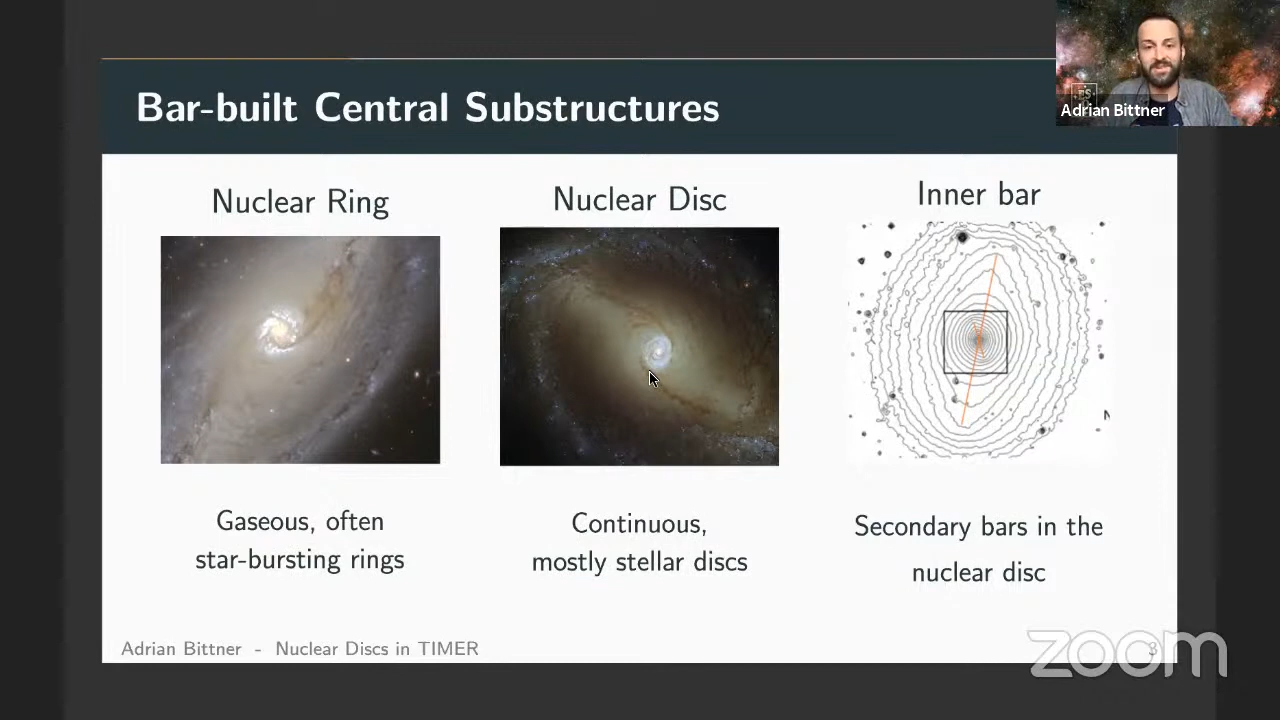 Bar-built Central Substructures
Adrian Bittner
Nuclear Ring
Nuclear Disc
Inner bar
N
Gaseous, often
star-bursting rings
Continuous,
mostly stellar discs
Secondary bars in the
nuclear disc
Adrian Bittner - Nuclear Discs in TIMER
3
zoom